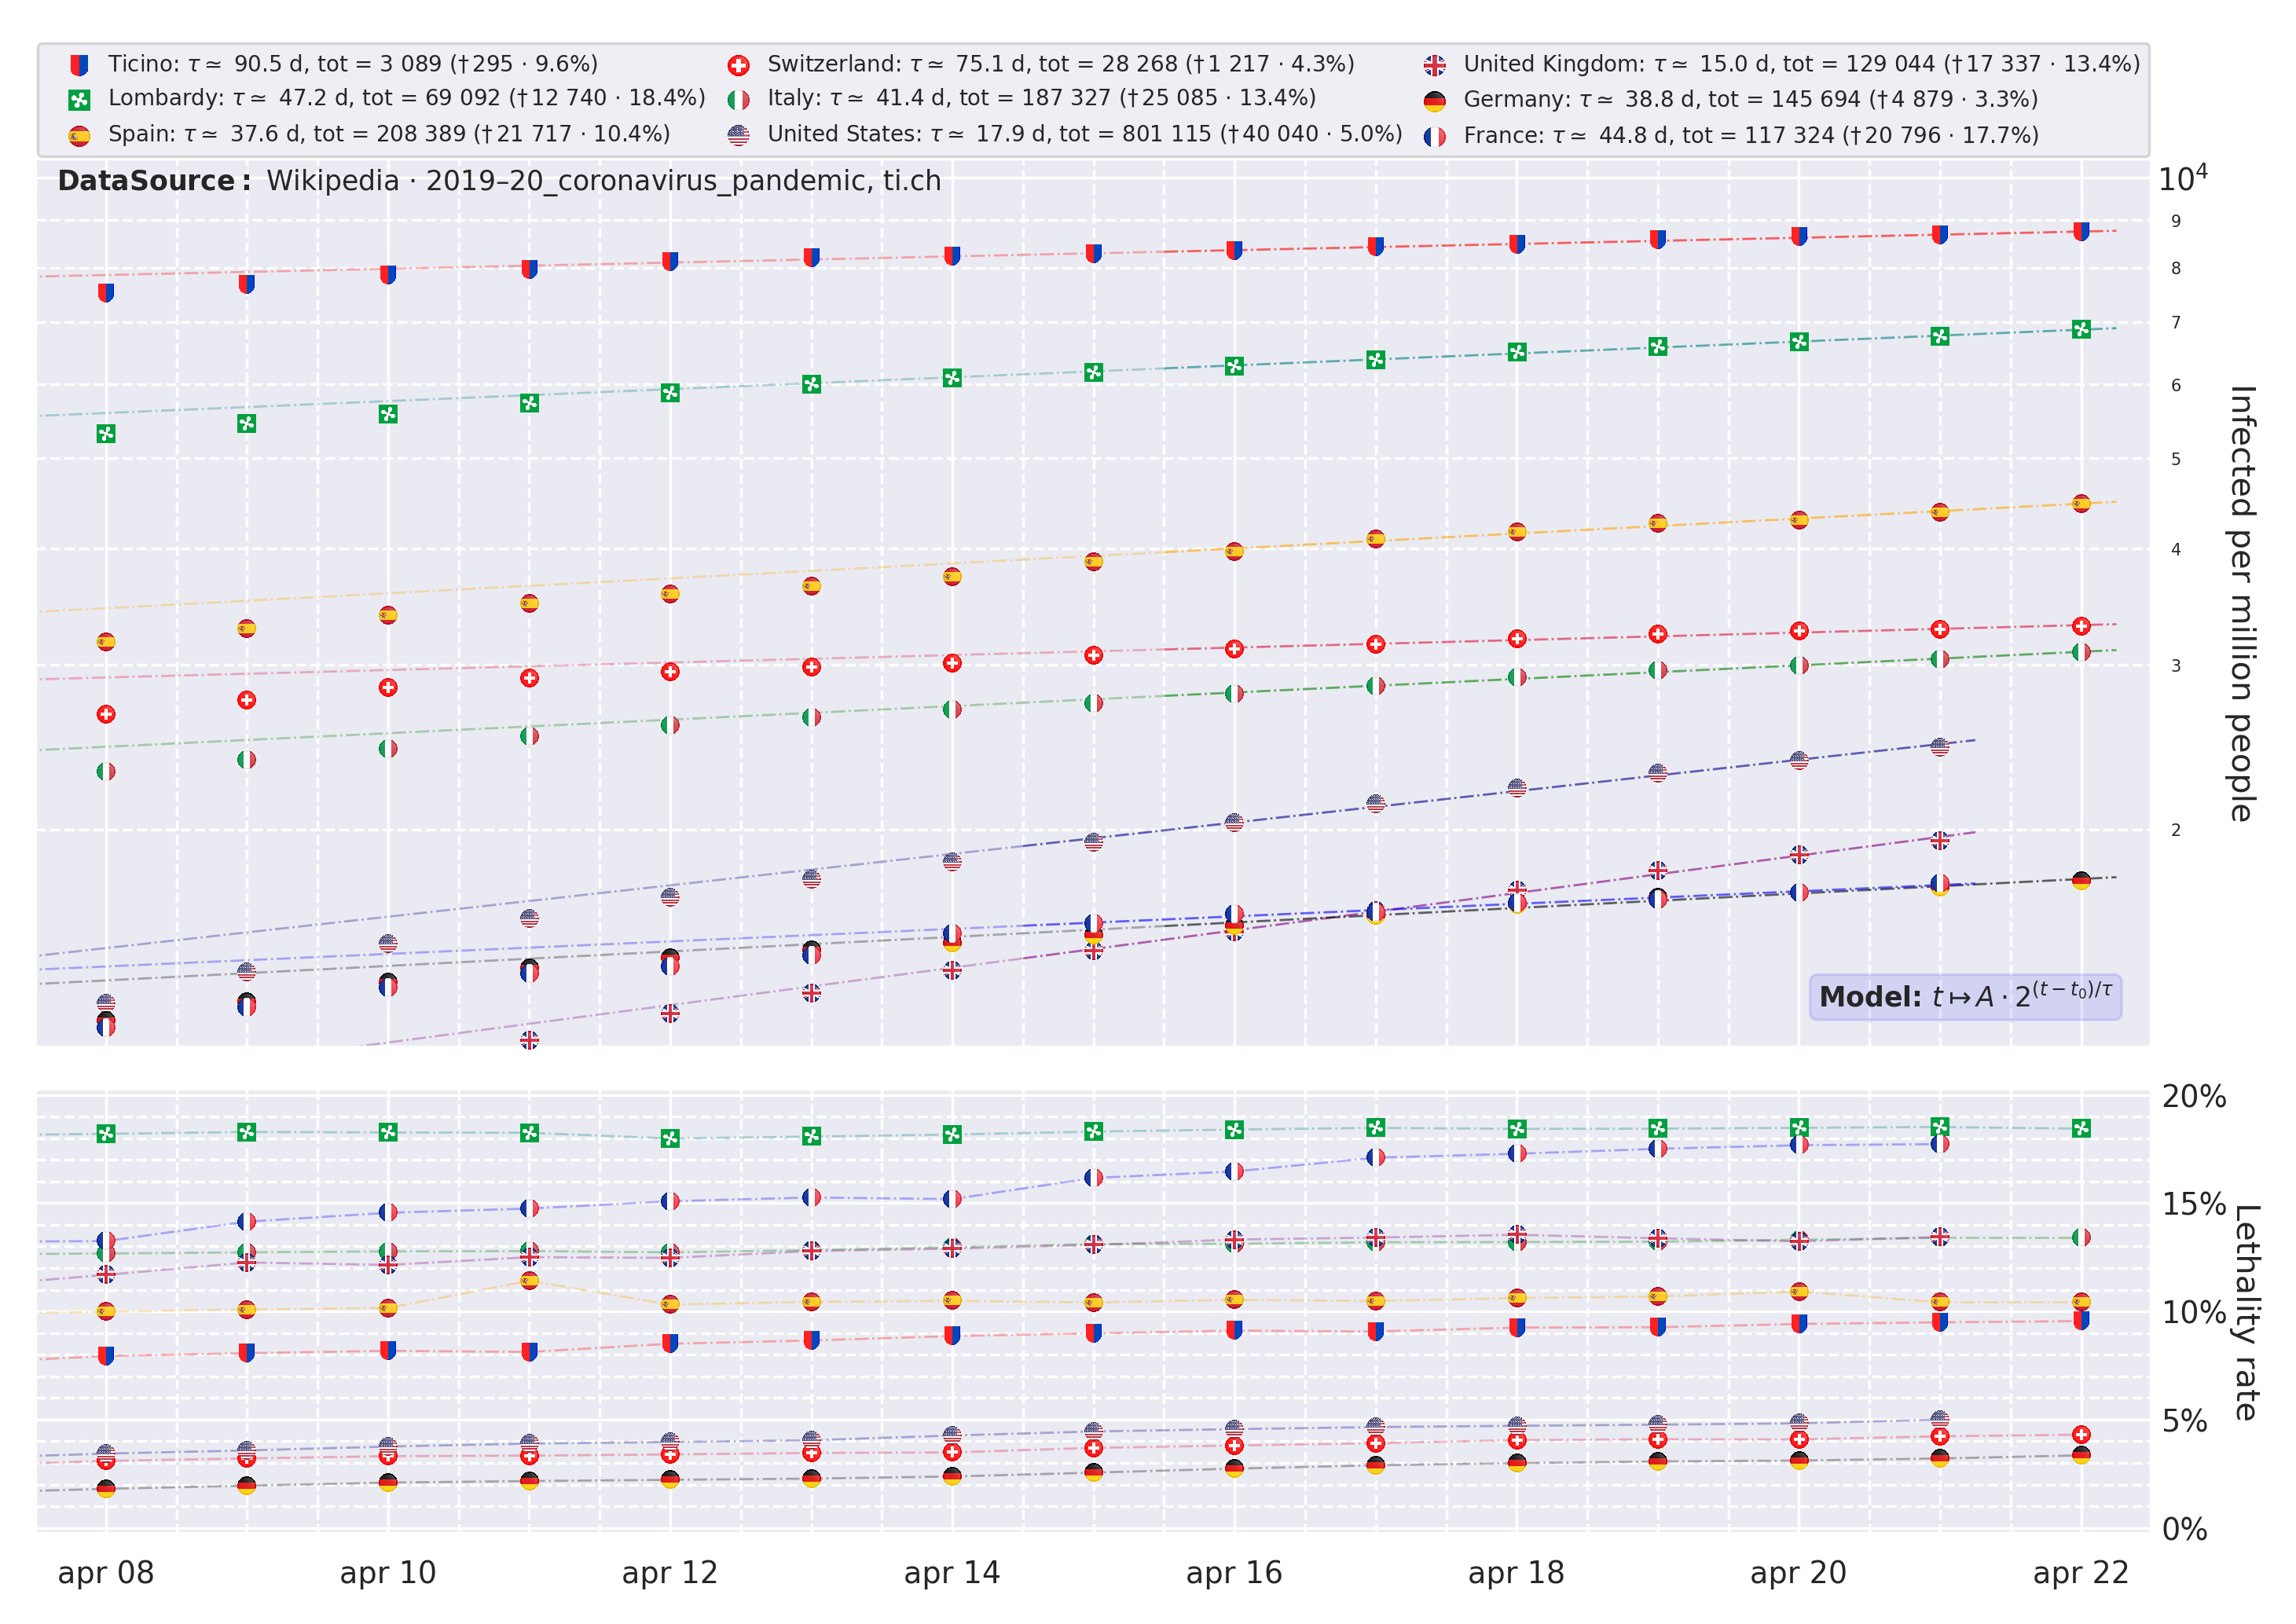 Ticino: τ ≃ 90.5 d, tot = 3 089 (†295 · 9.6%)
Switzerland: τ ≃ 75.1 d, tot = 28 268 (†1 217 · 4.3%)
United Kingdom: τ ≃ 15.0 d, tot = 129 044 (†17 337 · 13.4%)
Lombardy: τ ≃ 47.2 d, tot = 69 092 (†12 740 · 18.4%)
Italy: τ ≃ 41.4 d, tot = 187 327 (†25 085 · 13.4%)
Germany: τ ≃ 38.8 d, tot = 145 694 (†4 879 · 3.3%)
Spain: τ ≃ 37.6 d, tot = 208 389 (†21 717 · 10.4%)
United States: τ ≃ 17.9 d, tot = 801 115 (†40 040 · 5.0%)
France: τ ≃ 44.8 d, tot = 117 324 (†20 796 · 17.7%)
DataSource: Wikipedia · 2019–20_coronavirus_pandemic, ti.ch
10⁴
9
8
7
6
5
4
3
2
Infected per million people
Model: t ↦ A · 2^{(t − t₀)/τ}
20%
15%
10%
5%
0%
Lethality rate
apr 08
apr 10
apr 12
apr 14
apr 16
apr 18
apr 20
apr 22